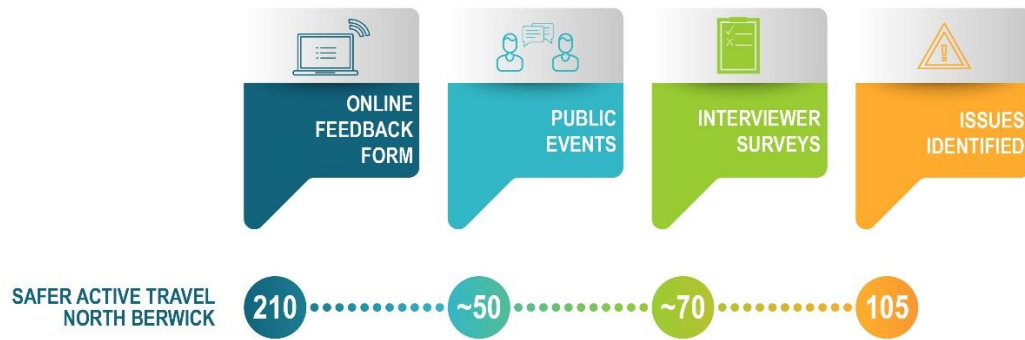 ONLINE
FEEDBACK
FORM
PUBLIC
EVENTS
INTERVIEWER
SURVEYS
ISSUES
IDENTIFIED
SAFER ACTIVE TRAVEL
NORTH BERWICK
210
~50
~70
105